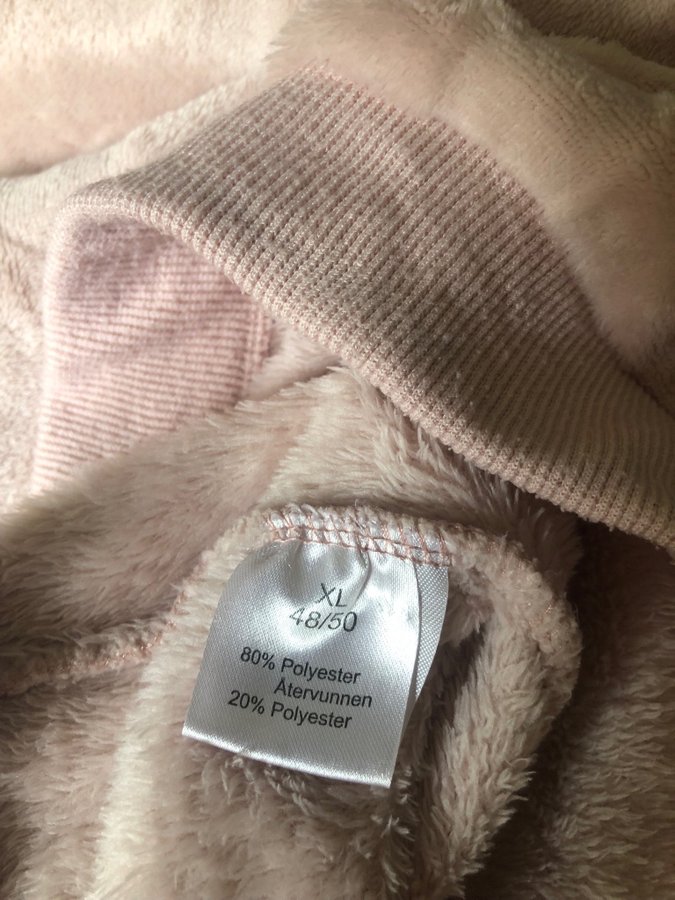 XL
48/50
80% Polyester
Återvunnen
20% Polyester